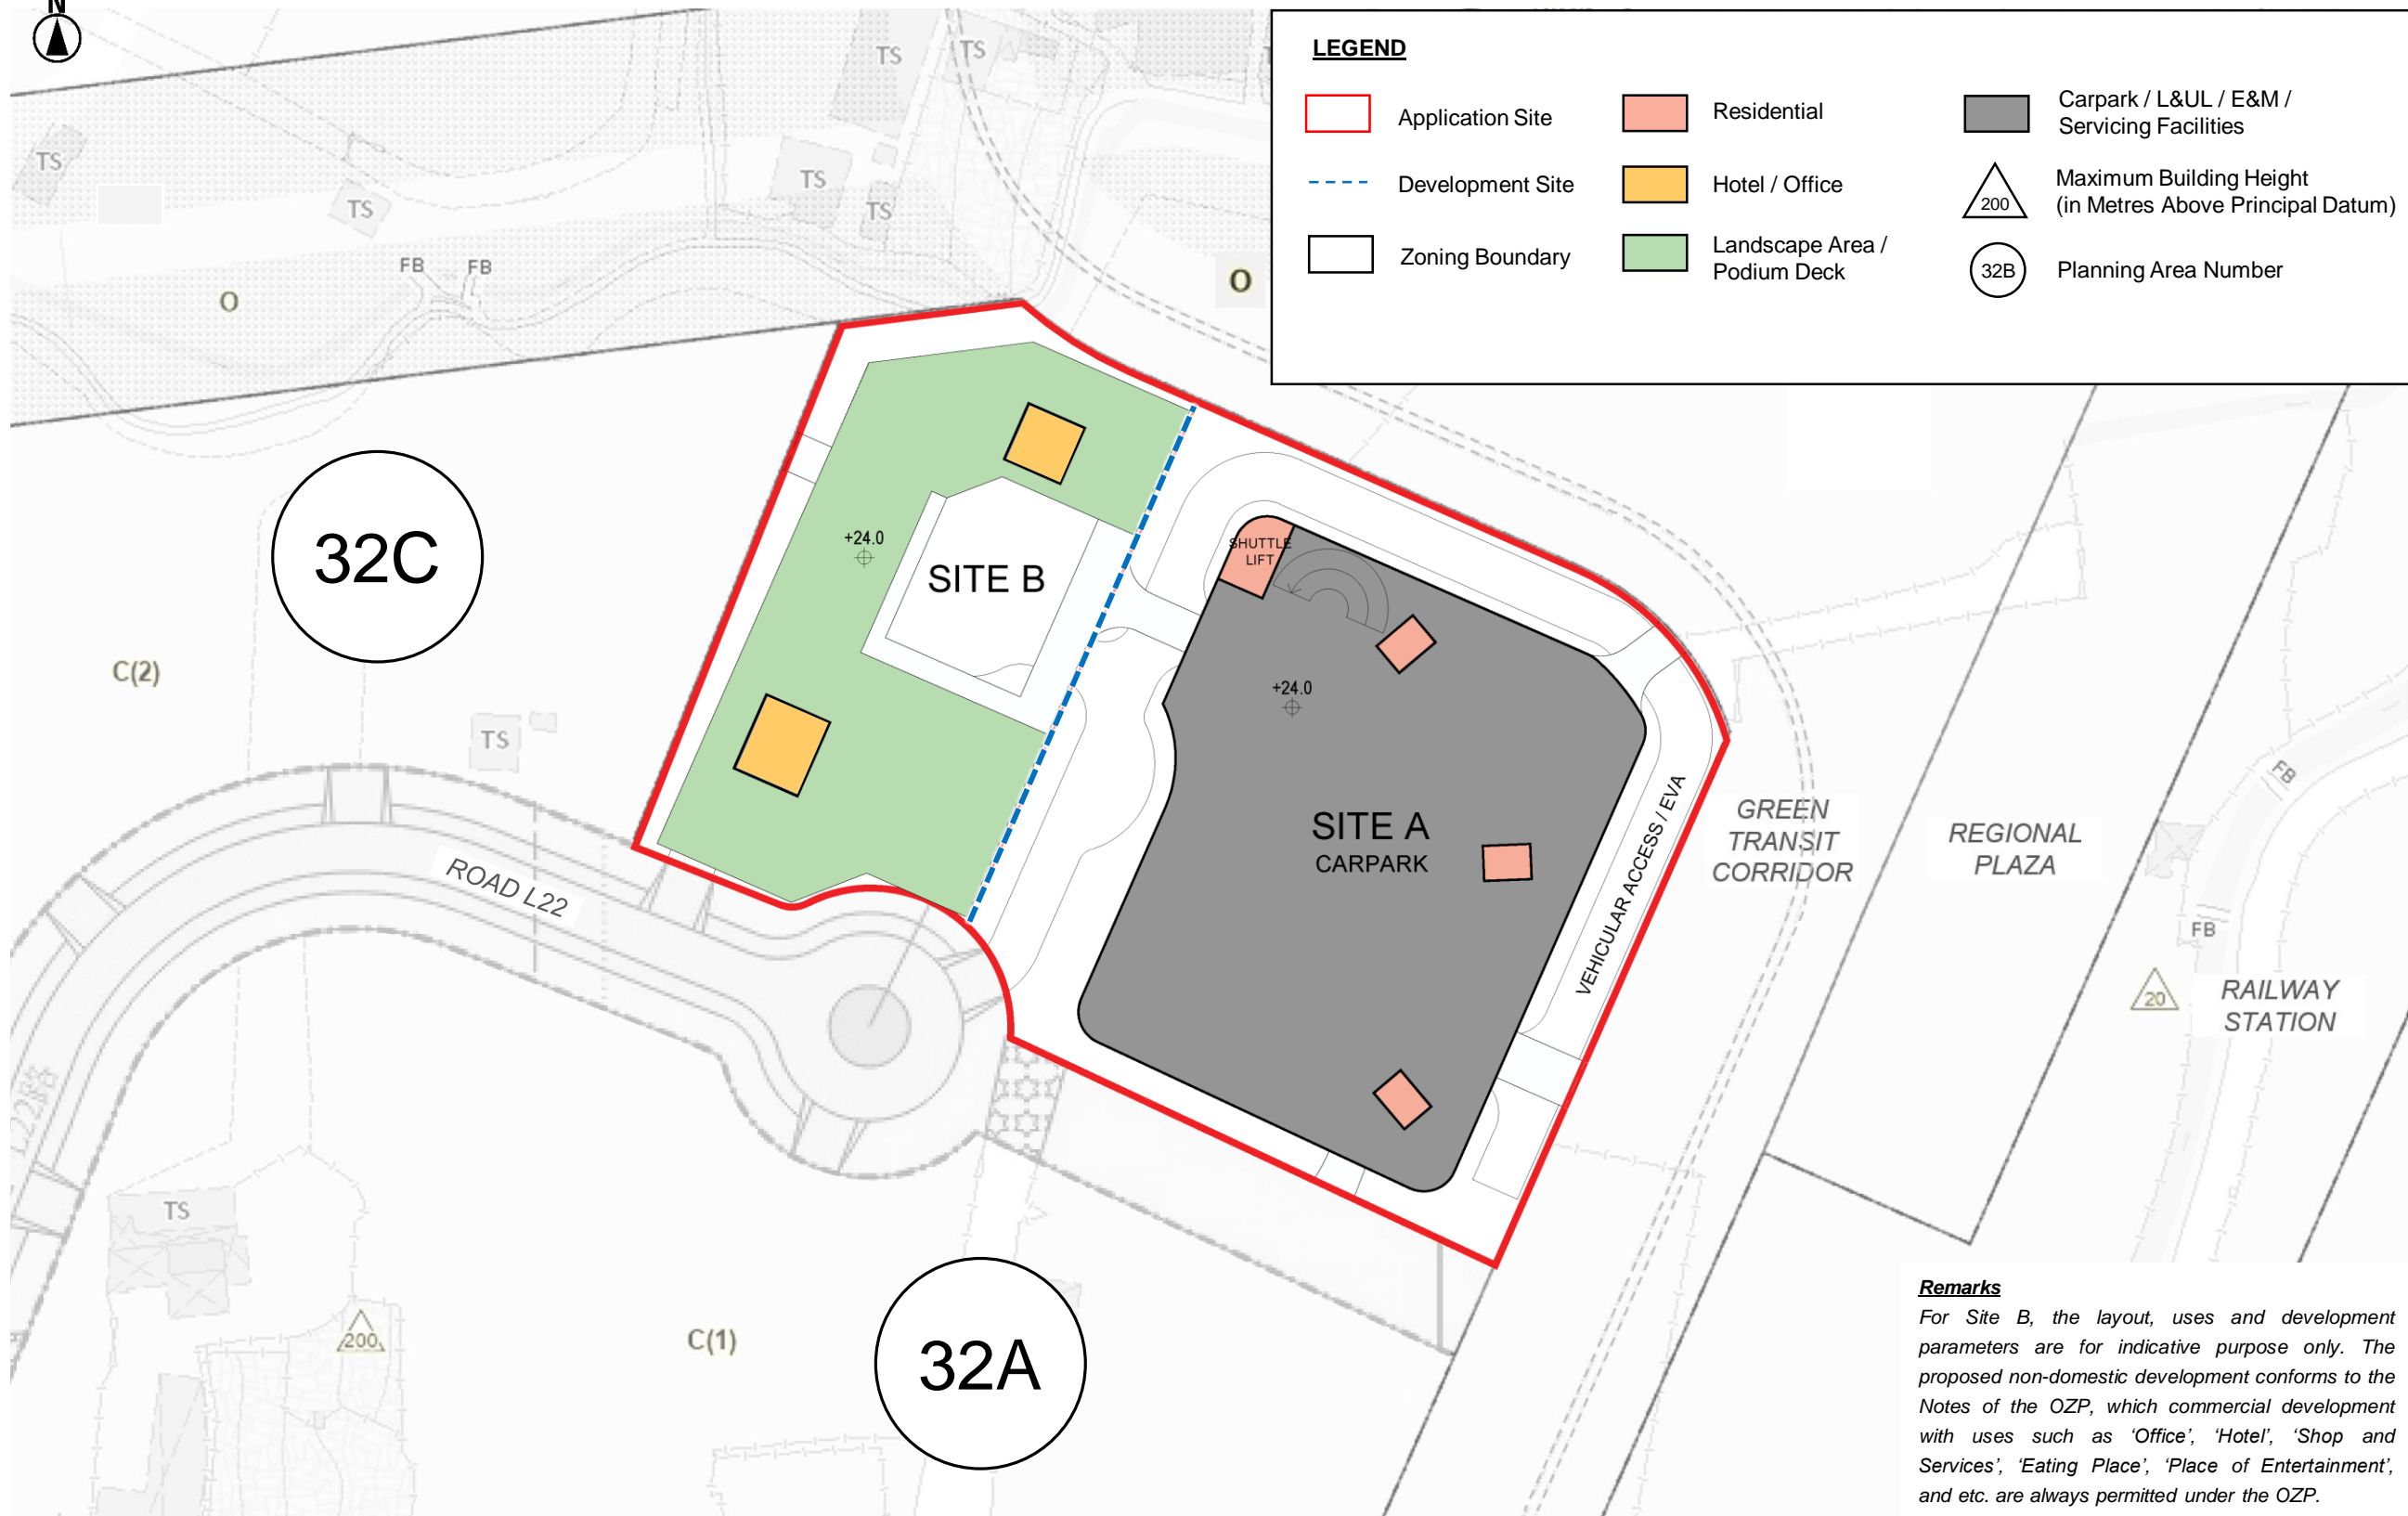 N
LEGEND
Application Site
Development Site
Zoning Boundary
Residential
Hotel / Office
Landscape Area /
Podium Deck
Carpark / L&UL / E&M /
Servicing Facilities
200
Maximum Building Height
(in Metres Above Principal Datum)
32B
Planning Area Number
TS
TS
TS
TS
TS
TS
FB
FB
O
O
32C
C(2)
TS
+24.0
SITE B
SHUTTLE
LIFT
+24.0
SITE A
CARPARK
VEHICULAR ACCESS / EVA
GREEN
TRANSIT
CORRIDOR
REGIONAL
PLAZA
FB
FB
20
RAILWAY
STATION
ROAD L22
TS
200
C(1)
32A
Remarks
For Site B, the layout, uses and development
parameters are for indicative purpose only. The
proposed non-domestic development conforms to the
Notes of the OZP, which commercial development
with uses such as ‘Office’, ‘Hotel’, ‘Shop and
Services’, ‘Eating Place’, ‘Place of Entertainment’,
and etc. are always permitted under the OZP.